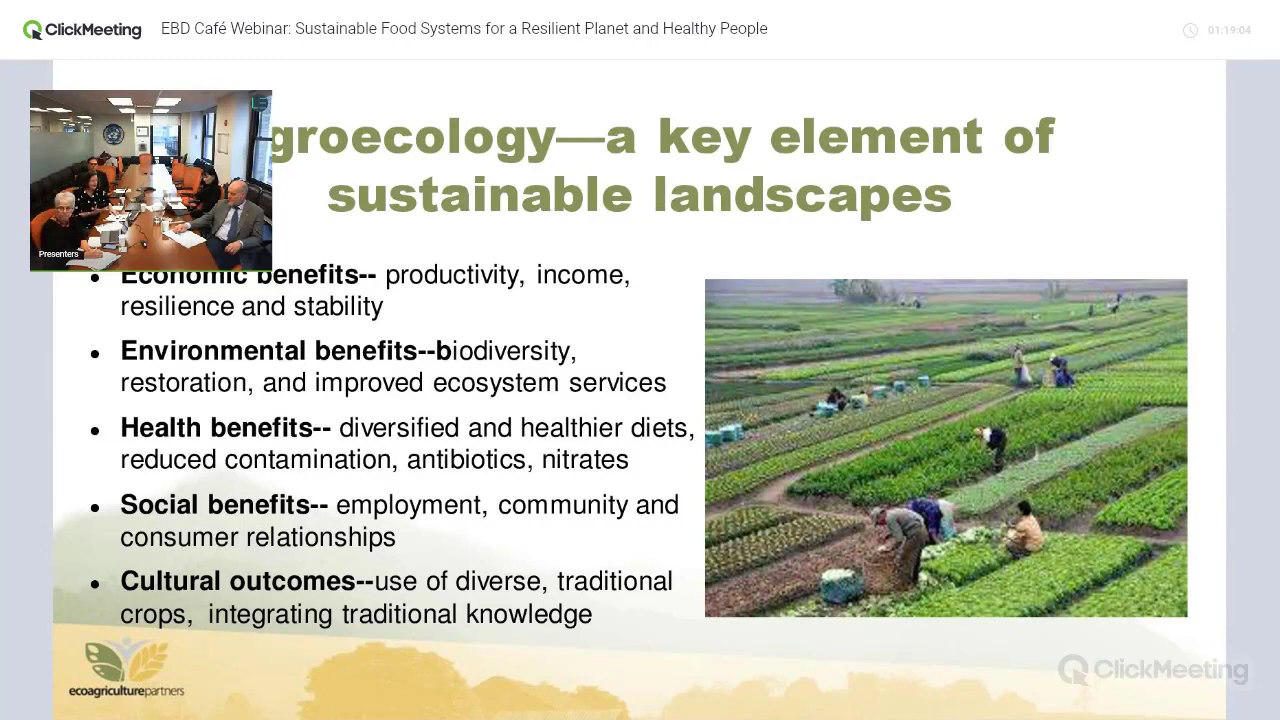 ClickMeeting
EBD Café Webinar: Sustainable Food Systems for a Resilient Planet and Healthy People
01:19:04
groecology—a key element of
sustainable landscapes
Presenters
• Economic benefits-- productivity, income,
resilience and stability
• Environmental benefits--biodiversity,
restoration, and improved ecosystem services
• Health benefits-- diversified and healthier diets,
reduced contamination, antibiotics, nitrates
• Social benefits-- employment, community and
consumer relationships
• Cultural outcomes--use of diverse, traditional
crops, integrating traditional knowledge
ecoagriculturepartners
ClickMeeting